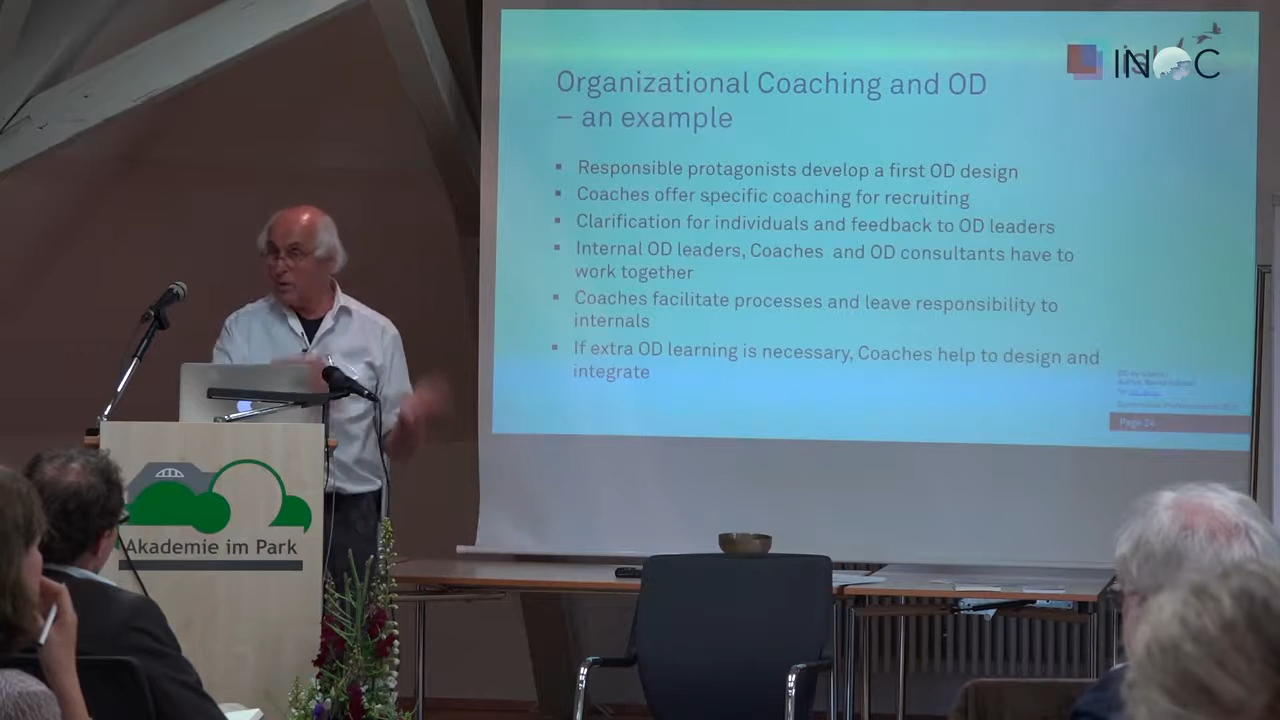 INOC
Organizational Coaching and OD
– an example
▪ Responsible protagonists develop a first OD design
▪ Coaches offer specific coaching for recruiting
▪ Clarification for individuals and feedback to OD leaders
▪ Internal OD leaders, Coaches and OD consultants have to
work together
▪ Coaches facilitate processes and leave responsibility to
internals
▪ If extra OD learning is necessary, Coaches help to design and
integrate
Page 24
Akademie im Park